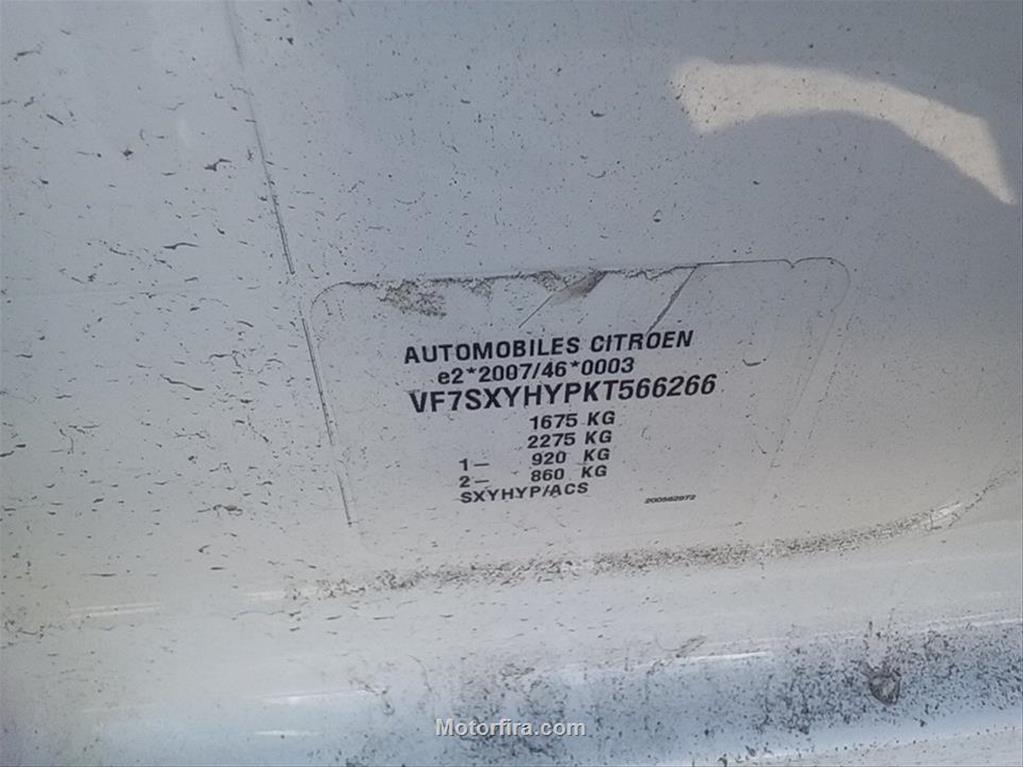 AUTOMOBILES CITROEN
e2*2007/46*0003
VF7SXYHYPKT566266
1675 KG
2275 KG
1– 920 KG
2– 860 KG
SXYHYP/ACS
200562972
Motorfira.com